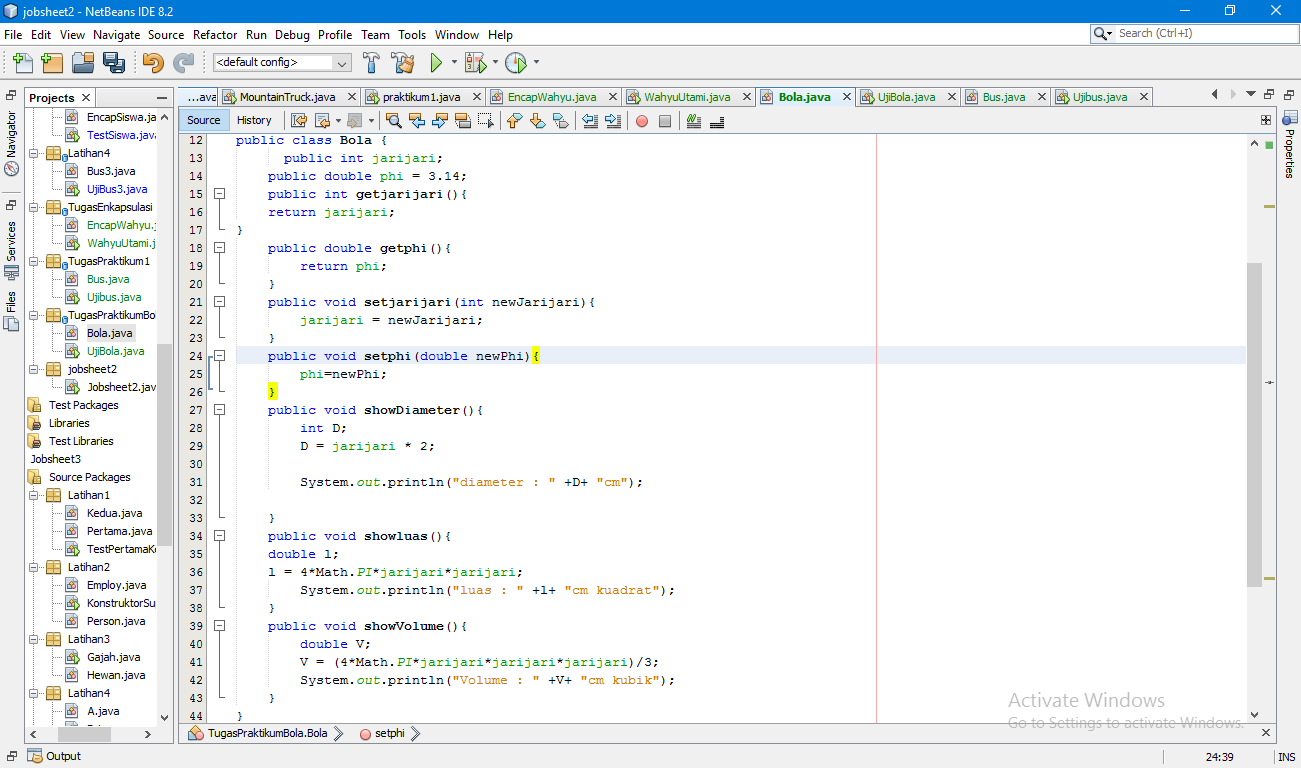 jobsheet2 - NetBeans IDE 8.2
File Edit View Navigate Source Refactor Run Debug Profile Team Tools Window Help
Search (Ctrl+I)
<default config>
Projects
Navigator
Services
Files
EncapSiswa.ja
TestSiswa.java
Latihan4
Bus3.java
UjiBus3.java
TugasEnkapsulasi
EncapWahyu.j
WahyuUtami.j
TugasPraktikum1
Bus.java
Ujibus.java
TugasPraktikumBo
Bola.java
UjiBola.java
jobsheet2
Jobsheet2.jav
Test Packages
Libraries
Test Libraries
Jobsheet3
Source Packages
Latihan1
Kedua.java
Pertama.java
TestPertamaK
Latihan2
Employ.java
KonstruktorSu
Person.java
Latihan3
Gajah.java
Hewan.java
Latihan4
A.java
...ava MountainTruck.java praktikum1.java EncapWahyu.java WahyuUtami.java Bola.java UjiBola.java Bus.java Ujibus.java
Source History
12 public class Bola {
13 public int jarijari;
14 public double phi = 3.14;
15 public int getjarijari(){
16 return jarijari;
17 }
18 public double getphi(){
19 return phi;
20 }
21 public void setjarijari(int newJarijari){
22 jarijari = newJarijari;
23 }
24 public void setphi(double newPhi){
25 phi=newPhi;
26 }
27 public void showDiameter(){
28 int D;
29 D = jarijari * 2;
30
31 System.out.println("diameter : " +D+ "cm");
32
33 }
34 public void showluas(){
35 double l;
36 l = 4*Math.PI*jarijari*jarijari;
37 System.out.println("luas : " +l+ "cm kuadrat");
38 }
39 public void showVolume(){
40 double V;
41 V = (4*Math.PI*jarijari*jarijari*jarijari)/3;
42 System.out.println("Volume : " +V+ "cm kubik");
43 }
44 }
Properties
Activate Windows
Go to Settings to activate Windows.
TugasPraktikumBola.Bola setphi
Output
24:39 INS